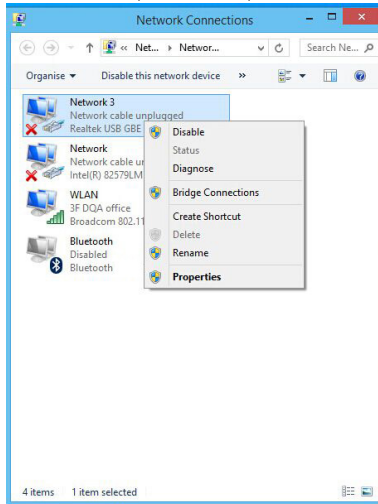 Network Connections
« Net... ▸ Networ...
Search Ne...
Organise
Disable this network device
»
Network 3
Network cable unplugged
Realtek USB GBE
Network
Network cable
Intel(R) 82579LM
WLAN
3F DQA office
Broadcom 802.11
Bluetooth
Disabled
Bluetooth
Disable
Status
Diagnose
Bridge Connections
Create Shortcut
Delete
Rename
Properties
4 items
1 item selected